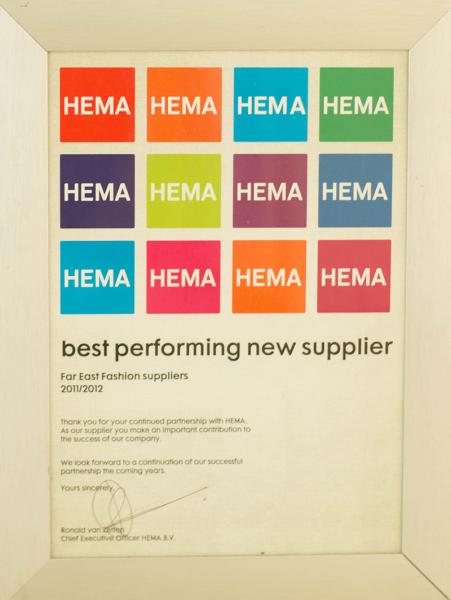 HEMA HEMA HEMA HEMA
HEMA HEMA HEMA HEMA
HEMA HEMA HEMA HEMA
best performing new supplier
Far East Fashion suppliers
2011/2012
Thank you for your continued partnership with HEMA.
As our supplier you make an important contribution to
the success of our company.
We look forward to a continuation of our successful
partnership the coming years.
Yours sincerely,
Ronald van Zetten
Chief Executive Officer HEMA B.V.